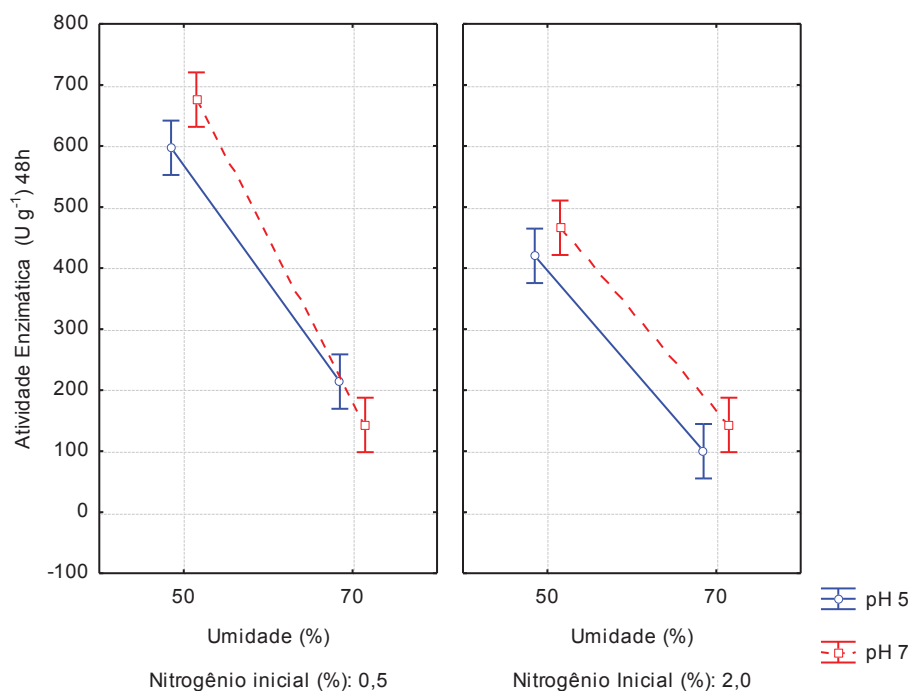 Atividade Enzimática (U g-1) 48h
800
700
600
500
400
300
200
100
0
-100
50 70
50 70
Umidade (%)
Umidade (%)
Nitrogênio inicial (%): 0,5
Nitrogênio Inicial (%): 2,0
pH 5
pH 7